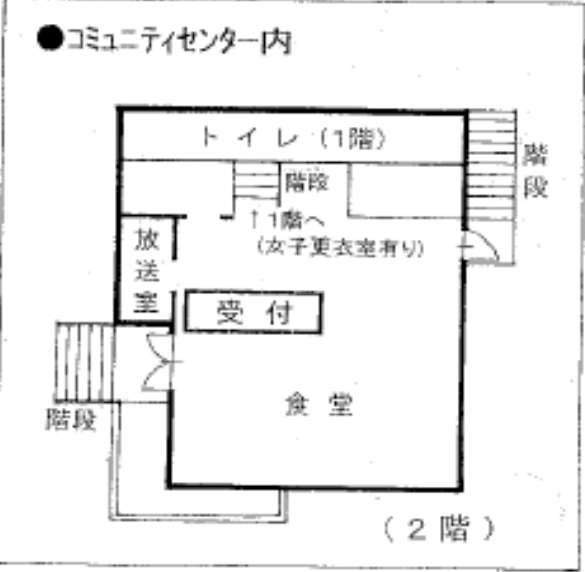 ●コミュニティセンター内
トイレ(1階)
階段
階段
↑1階へ
(女子更衣室有り)
放送室
受付
階段
食堂
(2階)